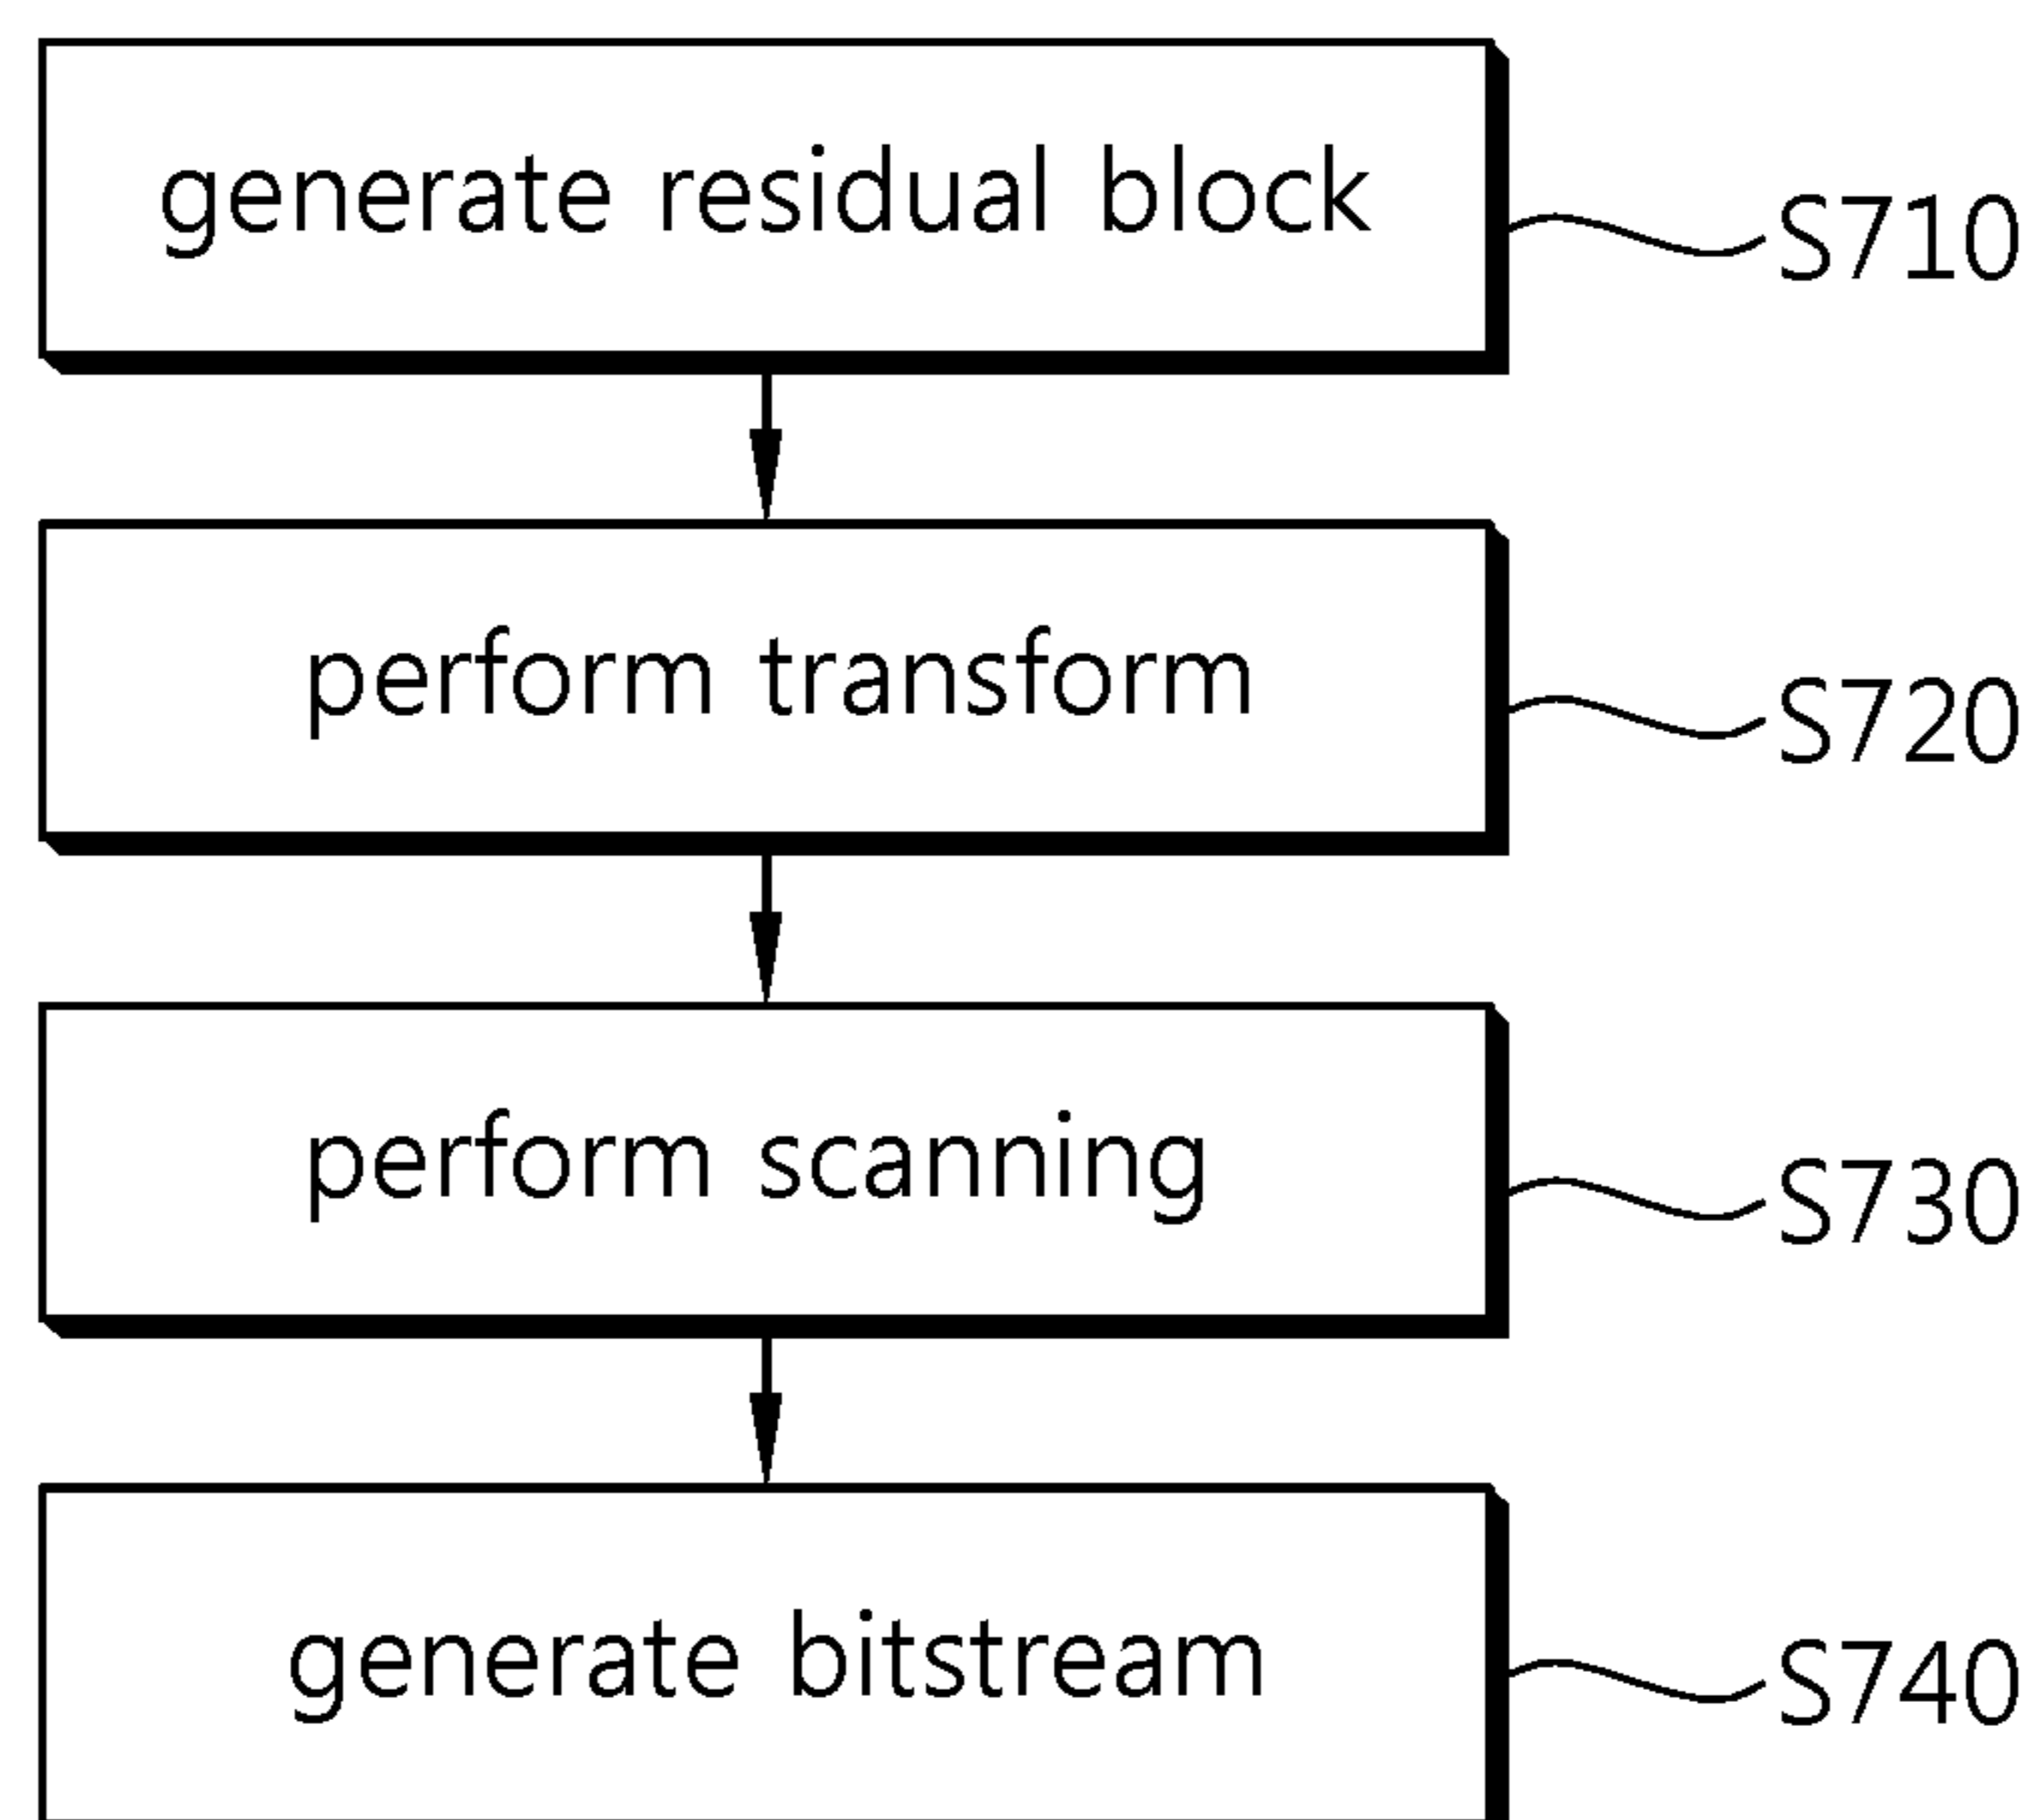 generate residual block
S710
perform transform
S720
perform scanning
S730
generate bitstream
S740